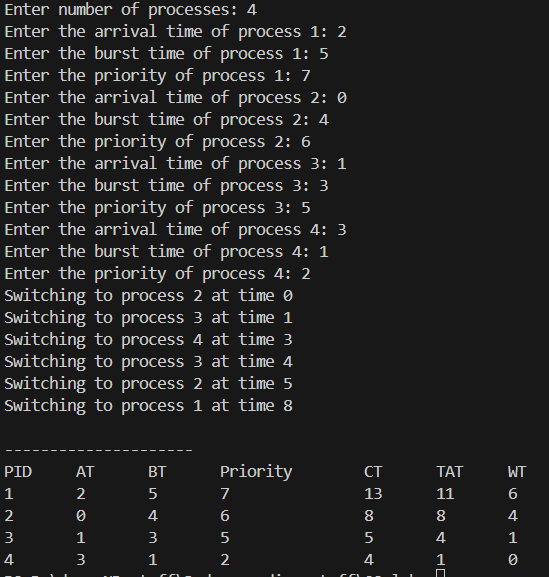 Enter number of processes: 4
Enter the arrival time of process 1: 2
Enter the burst time of process 1: 5
Enter the priority of process 1: 7
Enter the arrival time of process 2: 0
Enter the burst time of process 2: 4
Enter the priority of process 2: 6
Enter the arrival time of process 3: 1
Enter the burst time of process 3: 3
Enter the priority of process 3: 5
Enter the arrival time of process 4: 3
Enter the burst time of process 4: 1
Enter the priority of process 4: 2
Switching to process 2 at time 0
Switching to process 3 at time 1
Switching to process 4 at time 3
Switching to process 3 at time 4
Switching to process 2 at time 5
Switching to process 1 at time 8
---------------------
PID AT BT Priority CT TAT WT
1 2 5 7 13 11 6
2 0 4 6 8 8 4
3 1 3 5 5 4 1
4 3 1 2 4 1 0